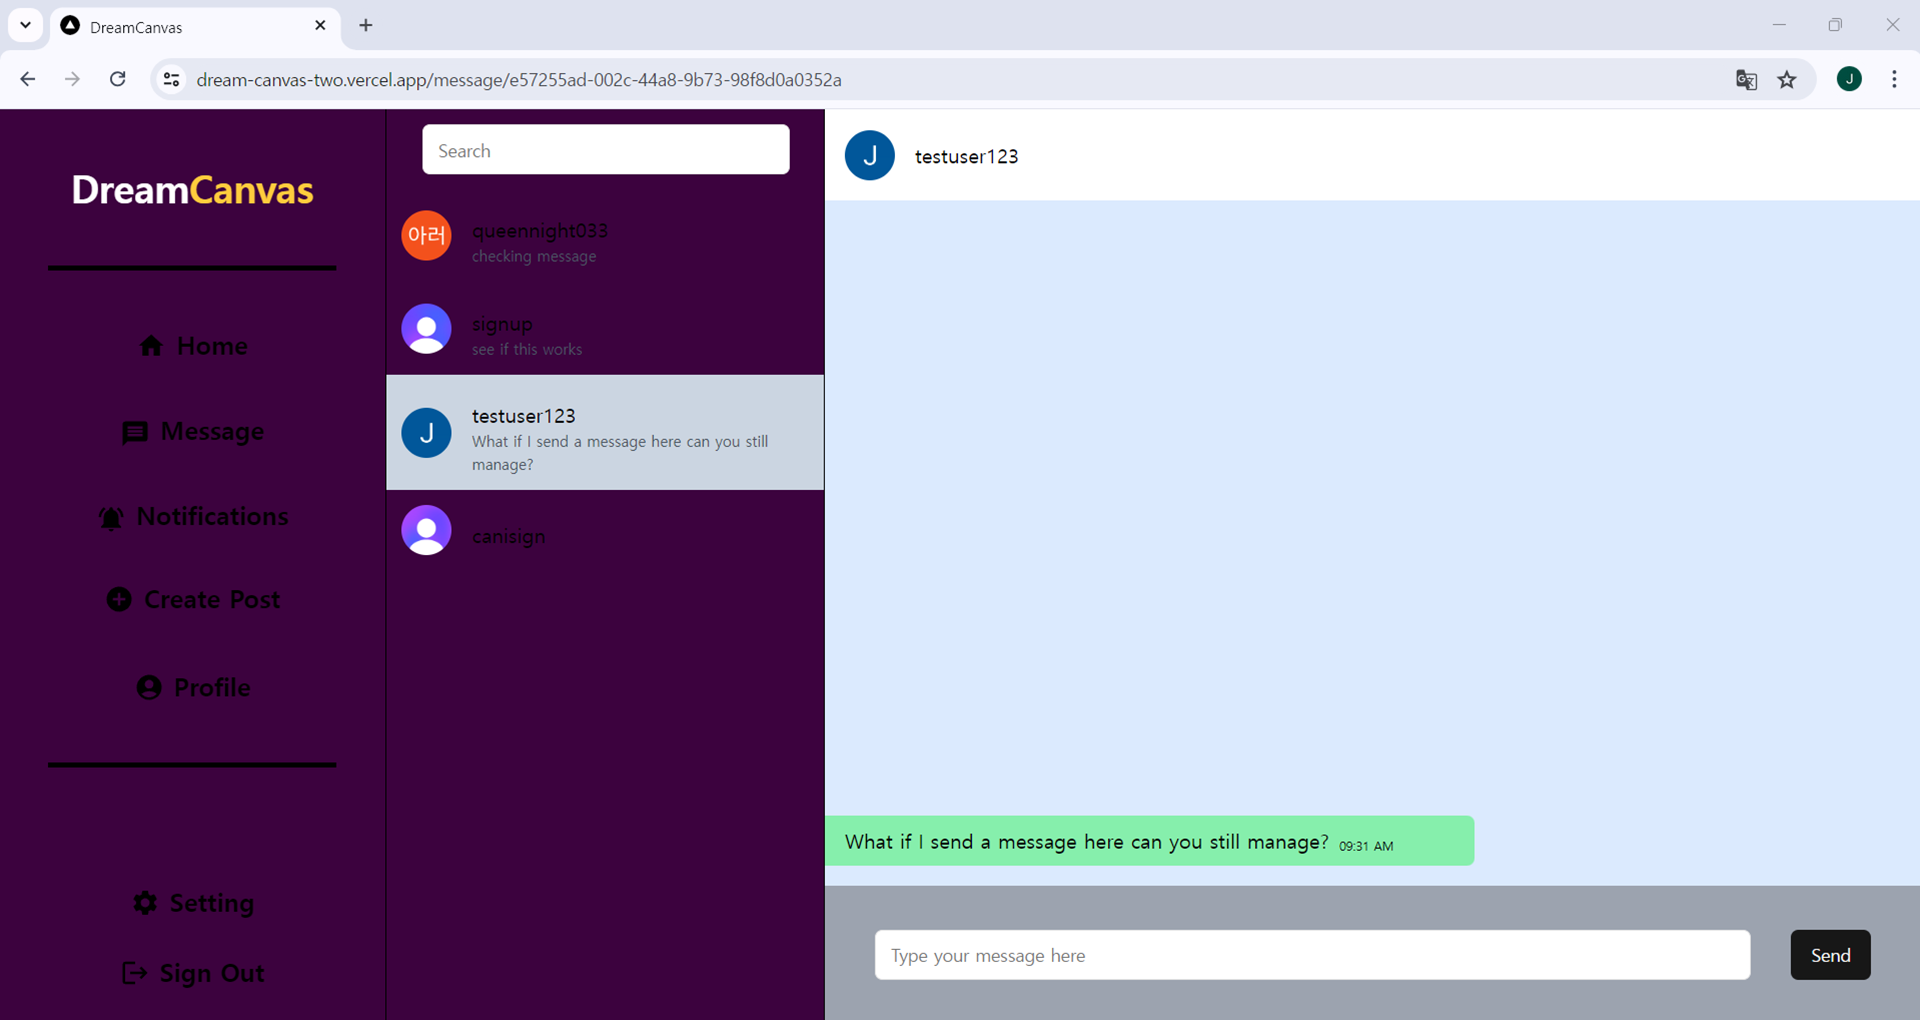 DreamCanvas
dream-canvas-two.vercel.app/message/e57255ad-002c-44a8-9b73-98f8d0a0352a
J
DreamCanvas
Home
Message
Notifications
Create Post
Profile
Setting
Sign Out
Search
아러
queennight033
checking message
signup
see if this works
J
testuser123
What if I send a message here can you still
manage?
canisign
J
testuser123
What if I send a message here can you still manage? 09:31 AM
Type your message here
Send